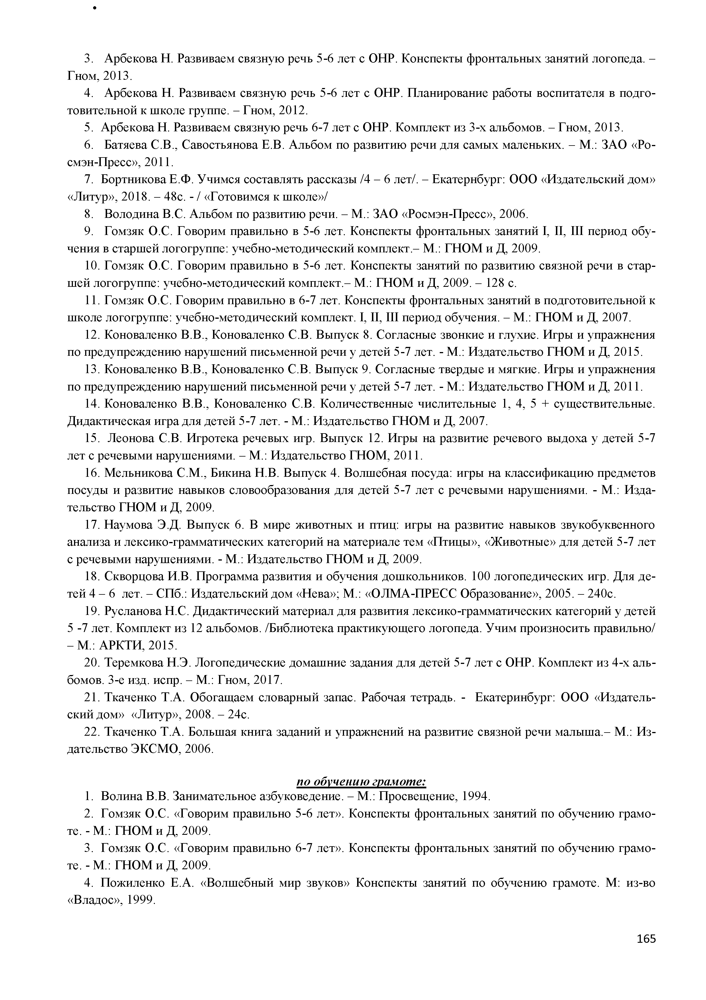 •
3. Арбекова Н. Развиваем связную речь 5-6 лет с ОНР. Конспекты фронтальных занятий логопеда. –
Гном, 2013.
4. Арбекова Н. Развиваем связную речь 5-6 лет с ОНР. Планирование работы воспитателя в подго-
товительной к школе группе. – Гном, 2012.
5. Арбекова Н. Развиваем связную речь 6-7 лет с ОНР. Комплект из 3-х альбомов. – Гном, 2013.
6. Батяева С.В., Савостьянова Е.В. Альбом по развитию речи для самых маленьких. – М.: ЗАО «Ро-
смэн-Пресс», 2011.
7. Бортникова Е.Ф. Учимся составлять рассказы /4 – 6 лет/. – Екатернбург: ООО «Издательский дом»
«Литур», 2018. – 48с. - / «Готовимся к школе»/
8. Володина В.С. Альбом по развитию речи. – М.: ЗАО «Росмэн-Пресс», 2006.
9. Гомзяк О.С. Говорим правильно в 5-6 лет. Конспекты фронтальных занятий I, II, III период обу-
чения в старшей логогруппе: учебно-методический комплект.– М.: ГНОМ и Д, 2009.
10. Гомзяк О.С. Говорим правильно в 5-6 лет. Конспекты занятий по развитию связной речи в стар-
шей логогруппе: учебно-методический комплект.– М.: ГНОМ и Д, 2009. – 128 с.
11. Гомзяк О.С. Говорим правильно в 6-7 лет. Конспекты фронтальных занятий в подготовительной к
школе логогруппе: учебно-методический комплект. I, II, III период обучения. – М.: ГНОМ и Д, 2007.
12. Коноваленко В.В., Коноваленко С.В. Выпуск 8. Согласные звонкие и глухие. Игры и упражнения
по предупреждению нарушений письменной речи у детей 5-7 лет. - М.: Издательство ГНОМ и Д, 2015.
13. Коноваленко В.В., Коноваленко С.В. Выпуск 9. Согласные твердые и мягкие. Игры и упражнения
по предупреждению нарушений письменной речи у детей 5-7 лет. - М.: Издательство ГНОМ и Д, 2011.
14. Коноваленко В.В., Коноваленко С.В. Количественные числительные 1, 4, 5 + существительные.
Дидактическая игра для детей 5-7 лет. - М.: Издательство ГНОМ и Д, 2007.
15. Леонова С.В. Игротека речевых игр. Выпуск 12. Игры на развитие речевого выдоха у детей 5-7
лет с речевыми нарушениями. – М.: Издательство ГНОМ, 2011.
16. Мельникова С.М., Бикина Н.В. Выпуск 4. Волшебная посуда: игры на классификацию предметов
посуды и развитие навыков словообразования для детей 5-7 лет с речевыми нарушениями. - М.: Изда-
тельство ГНОМ и Д, 2009.
17. Наумова Э.Д. Выпуск 6. В мире животных и птиц: игры на развитие навыков звукобуквенного
анализа и лексико-грамматических категорий на материале тем «Птицы», «Животные» для детей 5-7 лет
с речевыми нарушениями. - М.: Издательство ГНОМ и Д, 2009.
18. Скворцова И.В. Программа развития и обучения дошкольников. 100 логопедических игр. Для де-
тей 4 – 6 лет. – СПб.: Издательский дом «Нева»; М.: «ОЛМА-ПРЕСС Образование», 2005. – 240с.
19. Русланова Н.С. Дидактический материал для развития лексико-грамматических категорий у детей
5 -7 лет. Комплект из 12 альбомов. /Библиотека практикующего логопеда. Учим произносить правильно/
– М.: АРКТИ, 2015.
20. Теремкова Н.Э. Логопедические домашние задания для детей 5-7 лет с ОНР. Комплект из 4-х аль-
бомов. 3-е изд. испр. – М.: Гном, 2017.
21. Ткаченко Т.А. Обогащаем словарный запас. Рабочая тетрадь. - Екатеринбург: ООО «Издатель-
ский дом» «Литур», 2008. – 24с.
22. Ткаченко Т.А. Большая книга заданий и упражнений на развитие связной речи малыша.– М.: Из-
дательство ЭКСМО, 2006.
по обучению грамоте:
1. Волина В.В. Занимательное азбуковедение. – М.: Просвещение, 1994.
2. Гомзяк О.С. «Говорим правильно 5-6 лет». Конспекты фронтальных занятий по обучению грамо-
те. - М.: ГНОМ и Д, 2009.
3. Гомзяк О.С. «Говорим правильно 6-7 лет». Конспекты фронтальных занятий по обучению грамо-
те. - М.: ГНОМ и Д, 2009.
4. Пожиленко Е.А. «Волшебный мир звуков» Конспекты занятий по обучению грамоте. М: из-во
«Владос», 1999.
165